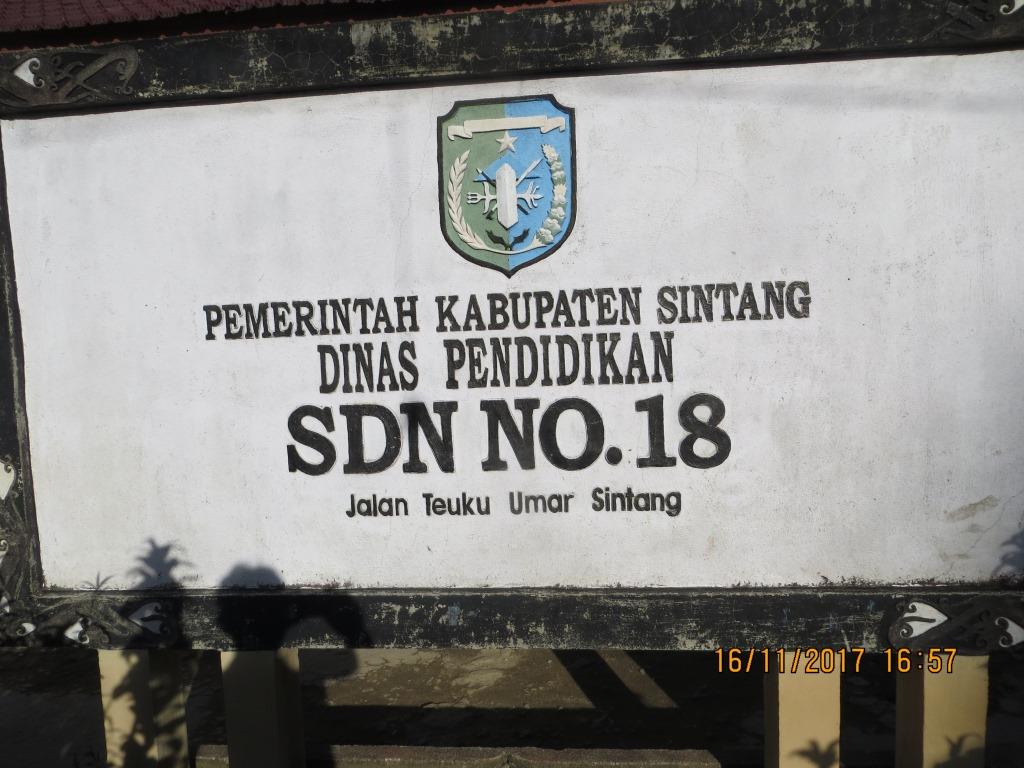 PEMERINTAH KABUPATEN SINTANG
DINAS PENDIDIKAN
SDN NO.18
Jalan Teuku Umar Sintang
16/11/2017 16:57